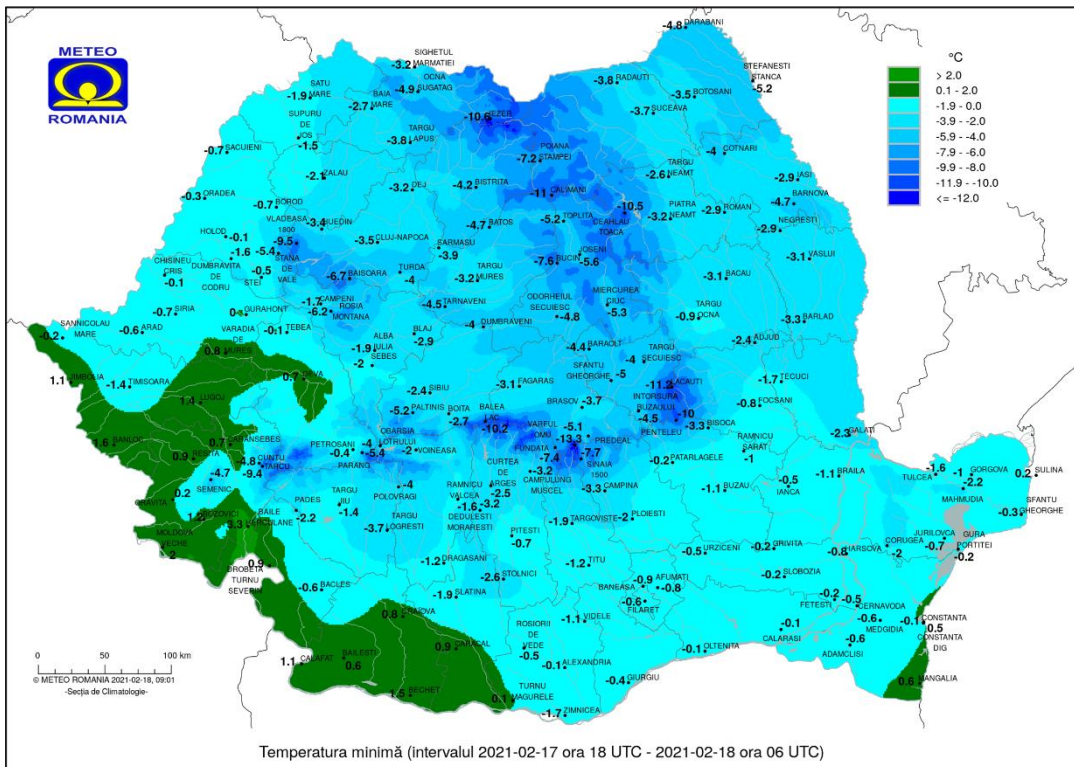 METEO
ROMANIA
°C
> 2.0
0.1 - 2.0
-1.9 - 0.0
-3.9 - -2.0
-5.9 - -4.0
-7.9 - -6.0
-9.9 - -8.0
-11.9 - -10.0
<= -12.0
-4.8 DARABANI
-3.2 SIGHETUL MARMATIEI
-4.9 OCNA SUGATAG
-3.8 RADAUTI
STEFANESTI STANCA -5.2
-1.9 SATU MARE
-2.7 BAIA MARE
-3.5 BOTOSANI
-3.7 SUCEAVA
-10.6 IEZER
SUPURU DE JOS -1.5
-3.8 TARGU LAPUS
-0.7 SACUIENI
-7.2 POIANA STAMPEI
-4 COTNARI
-2.1 ZALAU
-3.2 DEJ
-4.2 BISTRITA
-11 CALIMANI
-2.6 TARGU NEAMT
-2.9 IASI
-0.3 ORADEA
-0.7 BOROD
-4.7 BARNOVA
-10.5 CEAHLAU TOACA
-3.2 PIATRA NEAMT
-2.9 ROMAN
-3.4 HUEDIN
VLADEASA 1800 -9.5
-4.7 BATOS
-5.2 TOPLITA
-2.9 NEGRESTI
HOLOD -0.1
-3.5 CLUJ-NAPOCA
SARMASU -3.9
-1.6 DUMBRAVITA DE CODRU
-5.4 STANA DE VALE
-7.6 BUCIN
JOSENI -5.6
-3.1 VASLUI
CHISINEU CRIS -0.1
-0.5 STEI
-6.7 BAISOARA
TURDA -4
-3.2 TARGU MURES
-3.1 BACAU
-0.7 SIRIA
0 GURAHONT
-1.7 CAMPENI
-6.2 ROSIA MONTANA
-4.5 TARNAVENI
ODORHEIUL SECUIESC -4.8
MIERCUREA CIUC -5.3
-0.9 TARGU OCNA
-3.3 BARLAD
SANNICOLAU MARE -0.2
-0.6 ARAD
VARADIA DE MURES 0.8
-0.1 TEBEA
ALBA IULIA -1.9
SEBES -2
BLAJ -2.9
-4 DUMBRAVENI
-2.4 ADJUD
-4.4 BARAOLT
TARGU SECUIESC -4
1.1 JIMBOLIA
-1.4 TIMISOARA
0.7 DEVA
-2.4 SIBIU
-3.1 FAGARAS
SFANTU GHEORGHE -5
-11.2 LACAUTI
-1.7 TECUCI
1.4 LUGOJ
-5.2 PALTINIS
BOITA -2.7
BALEA LAC -10.2
BRASOV -3.7
INTORSURA BUZAULUI -4.5
-10 PENTELEU
-3.3 BISOCA
-0.8 FOCSANI
-2.3 GALATI
1.6 BANLOC
0.7 CARANSEBES
0.9 RESITA
-4.8 CUNTU
-9.4 TARCU
-4.7 SEMENIC
PETROSANI -0.4
-5.4 PARANG
OBARSIA LOTRULUI -4
-2 VOINEASA
VARFUL OMU -13.3
-5.1 PREDEAL
FUNDATA -7.4
-7.7 SINAIA 1500
-3.2 CAMPULUNG MUSCEL
-0.2 PATARLAGELE
RAMNICU SARAT -1
-1.6 TULCEA
-1 GORGOVA
-2.2 MAHMUDIA
0.2 SULINA
-1.1 BRAILA
-0.3 SFANTU GHEORGHE
0.2 ORAVITA
-4 POLOVRAGI
CURTEA DE ARGES -2.5
RAMNICU VALCEA -1.6
-3.2 DEDULESTI MORARESTI
-3.3 CAMPINA
-1.1 BUZAU
-0.5 IANCA
1.2 BOZOVICI
3.3 BAILE HERCULANE
PADES -2.2
TARGU JIU -1.4
-3.7 TARGU LOGRESTI
-1.9 TARGOVISTE
-2 PLOIESTI
PITESTI -0.7
MOLDOVA VECHE 2
JURILOVCA -0.7
GURA PORTITEI -0.2
CORUGEA -2
-0.8 HARSOVA
-0.5 URZICENI
-0.2 GRIVITA
0.9 DROBETA TURNU SEVERIN
-0.6 BACLES
-1.2 DRAGASANI
-2.6 STOLNICI
-1.2 TITU
-1.9 SLATINA
-0.2 SLOBOZIA
BANEASA -0.9
AFUMATI -0.8
-0.6 FILARET
-0.2 FETESTI
-0.5 CERNAVODA
-0.6 MEDGIDIA
-0.1 CONSTANTA
0.5 CONSTANTA DIG
0.8 CRAIOVA
0.9 CARACAL
ROSIORII DE VEDE -0.5
-1.1 VIDELE
-0.1 CALARASI
-0.6 ADAMCLISI
1.1 CALAFAT
BAILESTI 0.6
-0.1 ALEXANDRIA
-0.1 OLTENITA
-0.4 GIURGIU
0.6 MANGALIA
1.5 BECHET
0.1 TURNU MAGURELE
-1.7 ZIMNICEA
0 50 100 km
© METEO ROMANIA 2021-02-18, 09:01
-Secția de Climatologie-
Temperatura minimă (intervalul 2021-02-17 ora 18 UTC - 2021-02-18 ora 06 UTC)